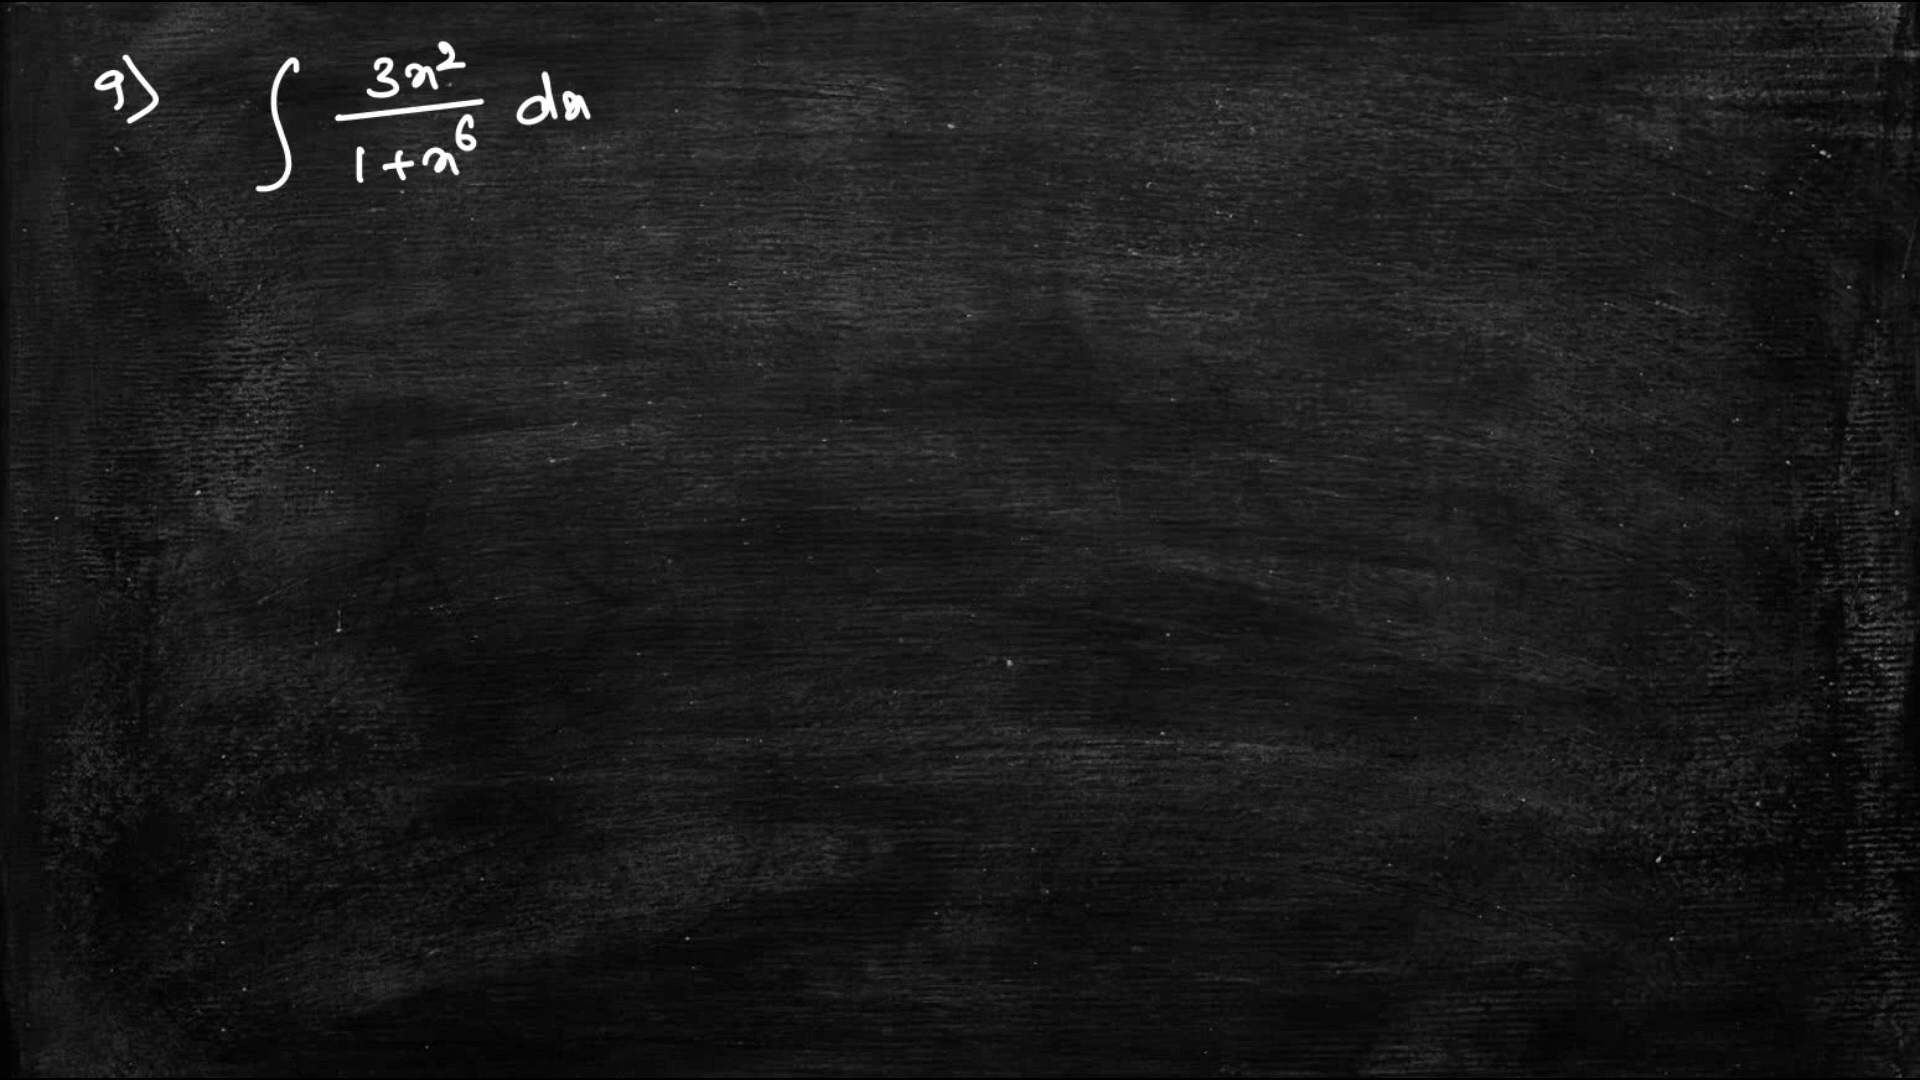 9) ∫ 3x²/(1+x⁶) dx